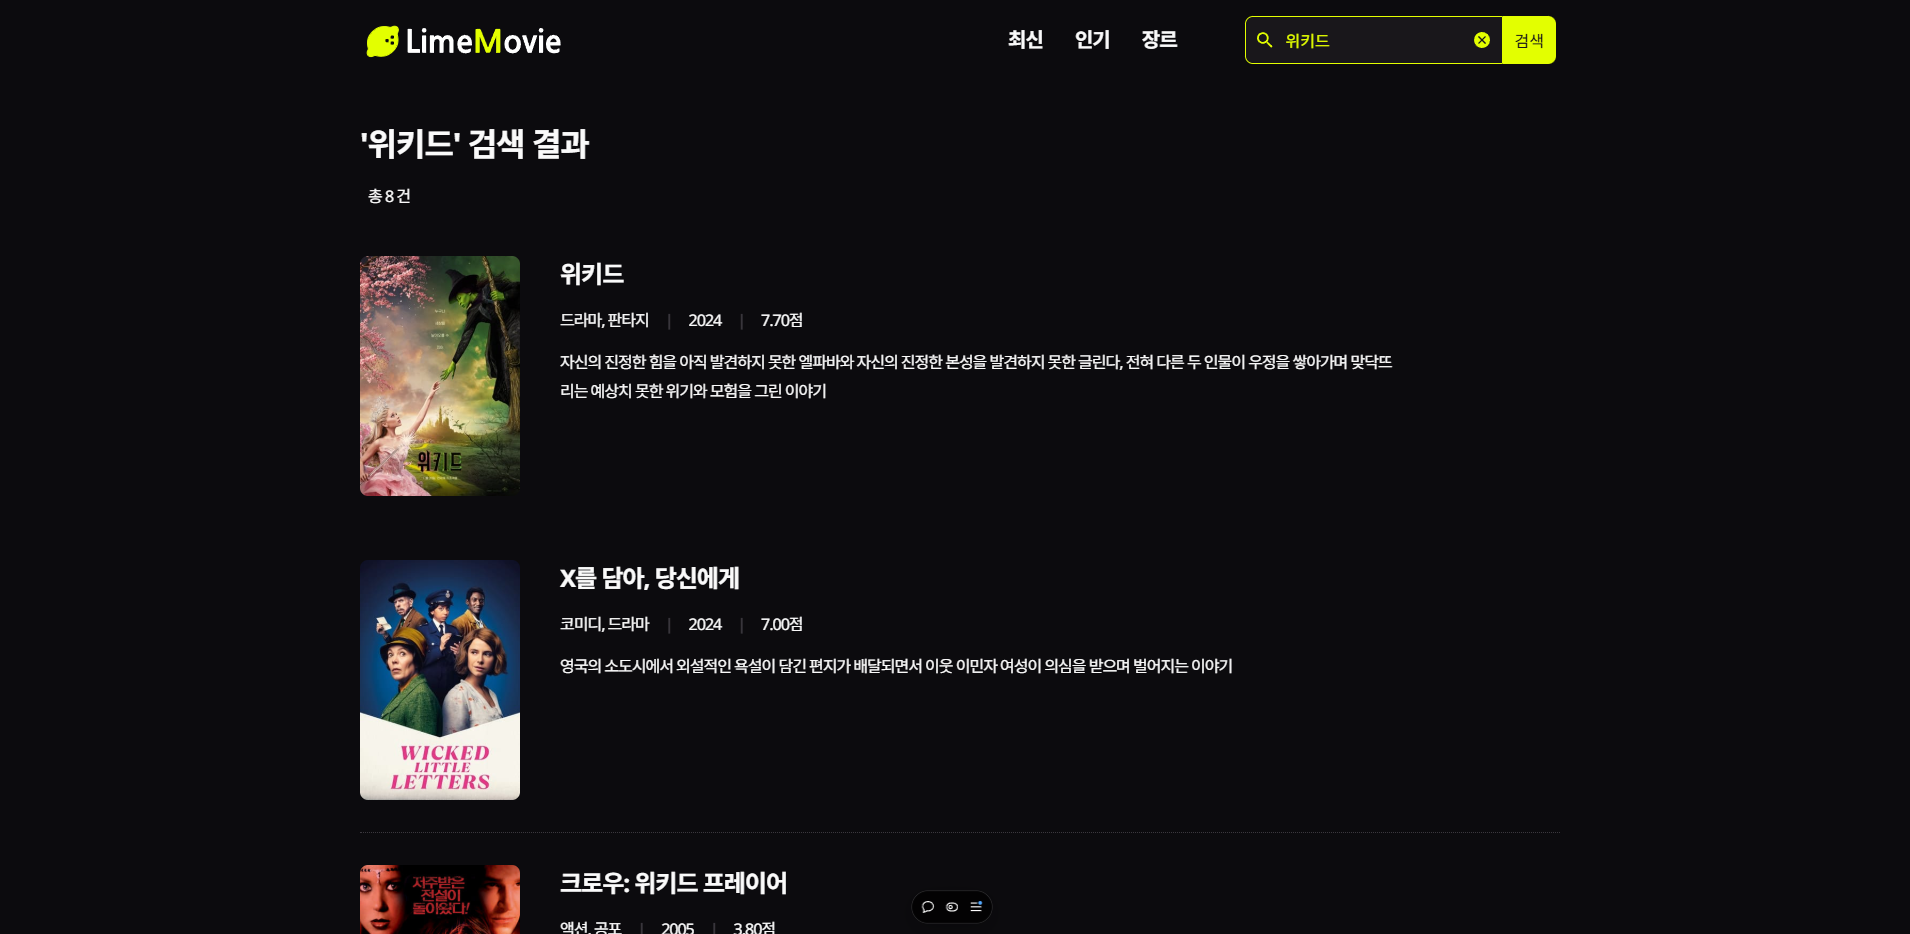 LimeMovie
최신
인기
장르
위키드
검색
'위키드' 검색 결과
총 8 건
위키드
드라마, 판타지 | 2024 | 7.70점
자신의 진정한 힘을 아직 발견하지 못한 엘파바와 자신의 진정한 본성을 발견하지 못한 글린다, 전혀 다른 두 인물이 우정을 쌓아가며 맞닥뜨
리는 예상치 못한 위기와 모험을 그린 이야기
위키드
X를 담아, 당신에게
코미디, 드라마 | 2024 | 7.00점
영국의 소도시에서 외설적인 욕설이 담긴 편지가 배달되면서 이웃 이민자 여성이 의심을 받으며 벌어지는 이야기
WICKED
LITTLE
LETTERS
크로우: 위키드 프레이어
액션, 공포 | 2005 | 3.80점
저주받은
전설이
돌아왔다!